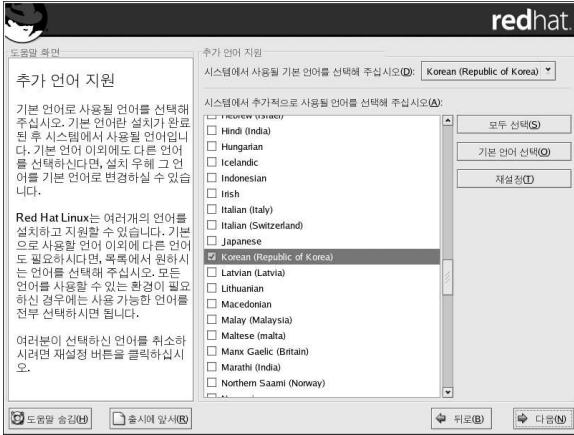 redhat.
도움말 화면
추가 언어 지원
기본 언어로 사용될 언어를 선택해
주십시오. 기본 언어란 설치가 완료
된 후 시스템에서 사용될 언어입니
다. 기본 언어 이외에도 다른 언어
를 선택하신다면, 설치 우헤 그 언
어를 기본 언어로 변경하실 수 있습
니다.
Red Hat Linux는 여러개의 언어를
설치하고 지원할 수 있습니다. 기본
으로 사용할 언어 이외에 다른 언어
도 필요하시다면, 목록에서 원하시
는 언어를 선택해 주십시오. 모든
언어를 사용할 수 있는 환경이 필요
하신 경우에는 사용 가능한 언어를
전부 선택하시면 됩니다.
여러분이 선택하신 언어를 취소하
시려면 재설정 버튼을 클릭하십시
오.
추가 언어 지원
시스템에서 사용될 기본 언어를 선택해 주십시오(D): Korean (Republic of Korea)
시스템에서 추가적으로 사용될 언어를 선택해 주십시오(A):
Hebrew (Israel)
Hindi (India)
Hungarian
Icelandic
Indonesian
Irish
Italian (Italy)
Italian (Switzerland)
Japanese
Korean (Republic of Korea)
Latvian (Latvia)
Lithuanian
Macedonian
Malay (Malaysia)
Maltese (malta)
Manx Gaelic (Britain)
Marathi (India)
Northern Saami (Norway)
모두 선택(S)
기본 언어 선택(O)
재설정(T)
도움말 숨김(H)
출시에 앞서(R)
뒤로(B)
다음(N)